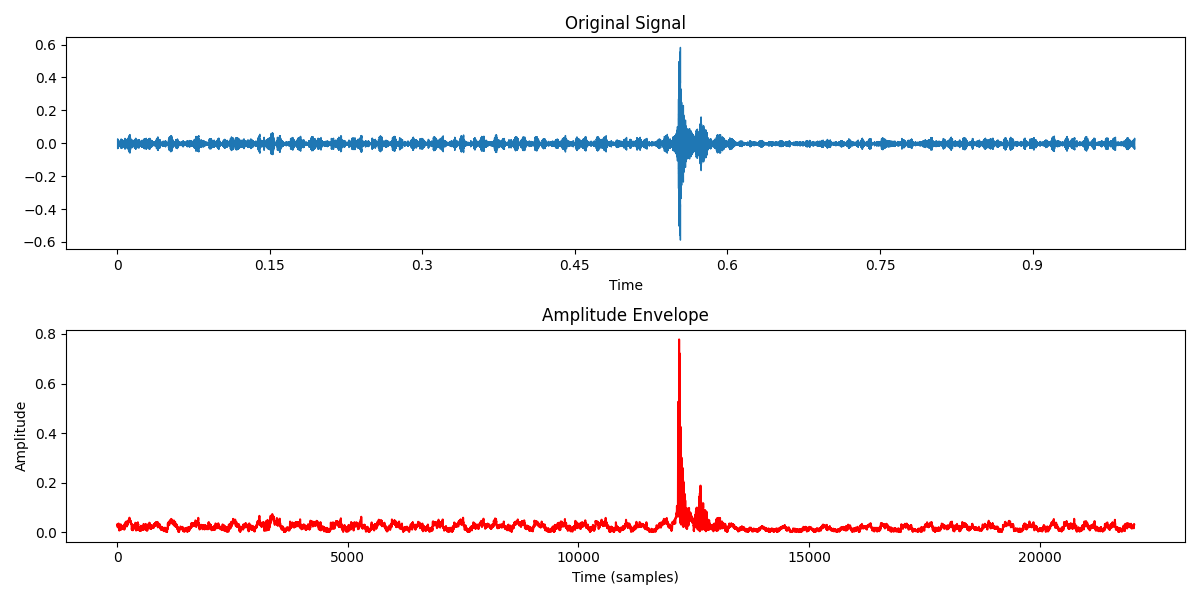 Original Signal
0.6
0.4
0.2
0.0
−0.2
−0.4
−0.6
0 0.15 0.3 0.45 0.6 0.75 0.9
Time
Amplitude Envelope
0.8
0.6
0.4
0.2
0.0
Amplitude
0 5000 10000 15000 20000
Time (samples)